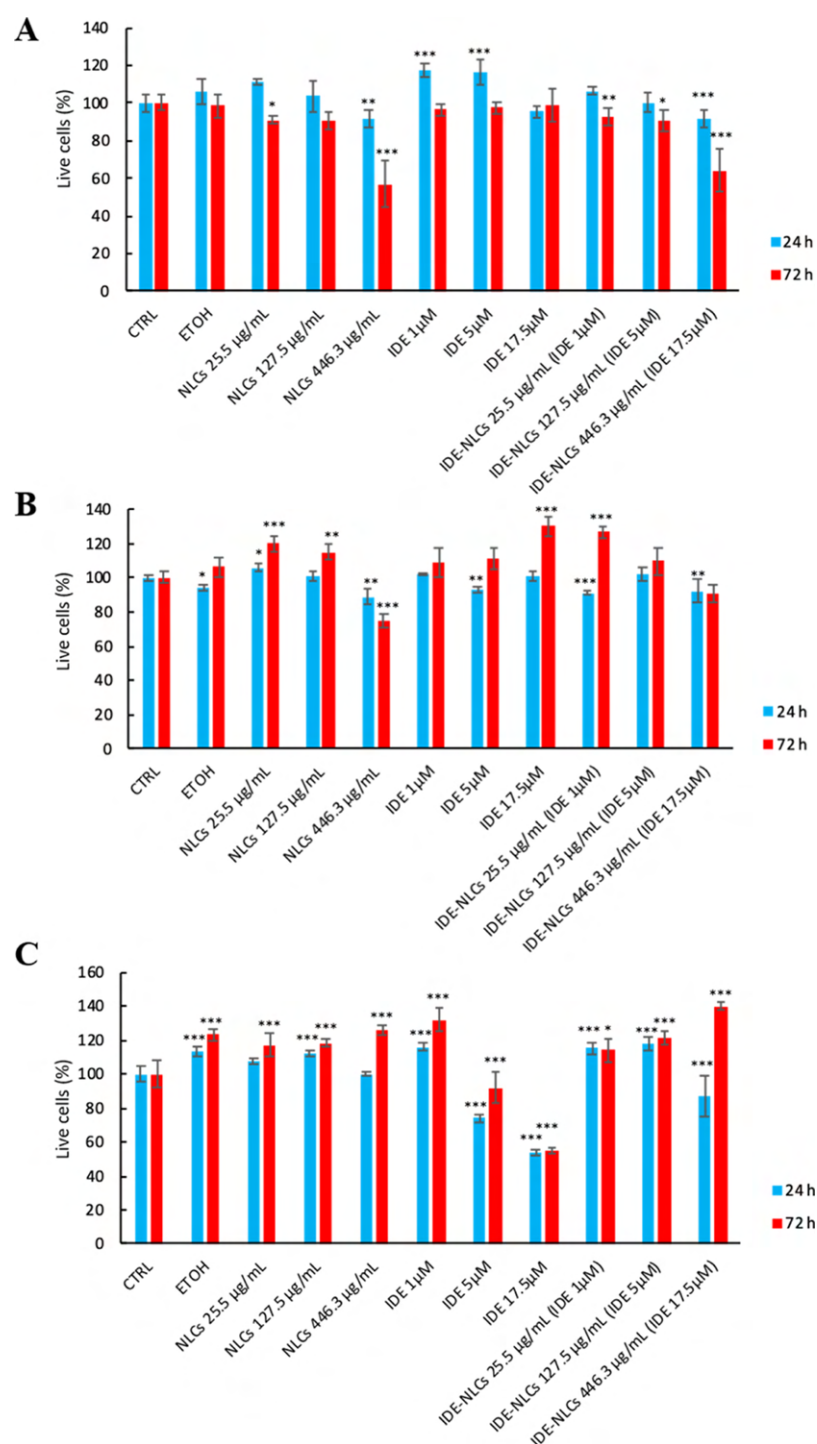 A
140
***
***
120
*
**
***
100
**
*
***
80
***
60
40
20
0
Live cells (%)
24 h
72 h
CTRL
ETOH
NLCs 25.5 µg/mL
NLCs 127.5 µg/mL
NLCs 446.3 µg/mL
IDE 1µM
IDE 5µM
IDE 17.5µM
IDE-NLCs 25.5 µg/mL (IDE 1µM)
IDE-NLCs 127.5 µg/mL (IDE 5µM)
IDE-NLCs 446.3 µg/mL (IDE 17.5µM)
B
140
***
***
***
**
120
*
*
**
**
***
**
100
***
80
60
40
20
0
Live cells (%)
24 h
72 h
CTRL
ETOH
NLCs 25.5 µg/mL
NLCs 127.5 µg/mL
NLCs 446.3 µg/mL
IDE 1µM
IDE 5µM
IDE 17.5µM
IDE-NLCs 25.5 µg/mL (IDE 1µM)
IDE-NLCs 127.5 µg/mL (IDE 5µM)
IDE-NLCs 446.3 µg/mL (IDE 17.5µM)
C
160
***
140
***
***
***
***
***
***
***
***
***
*
***
***
120
***
***
100
***
80
***
***
60
40
20
0
Live cells (%)
24 h
72 h
CTRL
ETOH
NLCs 25.5 µg/mL
NLCs 127.5 µg/mL
NLCs 446.3 µg/mL
IDE 1µM
IDE 5µM
IDE 17.5µM
IDE-NLCs 25.5 µg/mL (IDE 1µM)
IDE-NLCs 127.5 µg/mL (IDE 5µM)
IDE-NLCs 446.3 µg/mL (IDE 17.5µM)